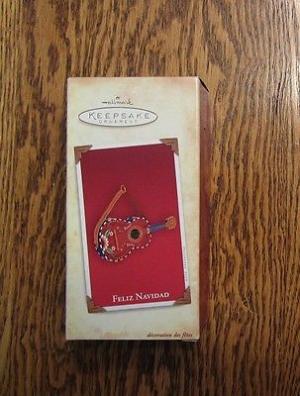 Hallmark
KEEPSAKE
ORNAMENT
FELIZ NAVIDAD
décoration des fêtes